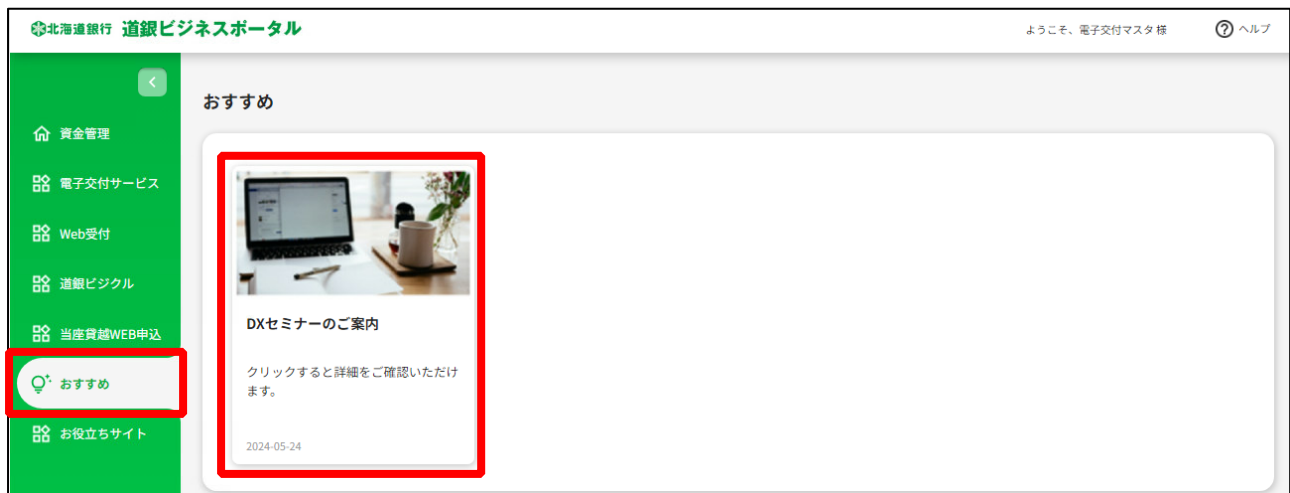 北海道銀行 道銀ビジネスポータル
ようこそ、電子交付マスタ 様
ヘルプ
おすすめ
資金管理
電子交付サービス
Web受付
道銀ビジクル
当座貸越WEB申込
おすすめ
お役立ちサイト
DXセミナーのご案内
クリックすると詳細をご確認いただけ
ます。
2024-05-24